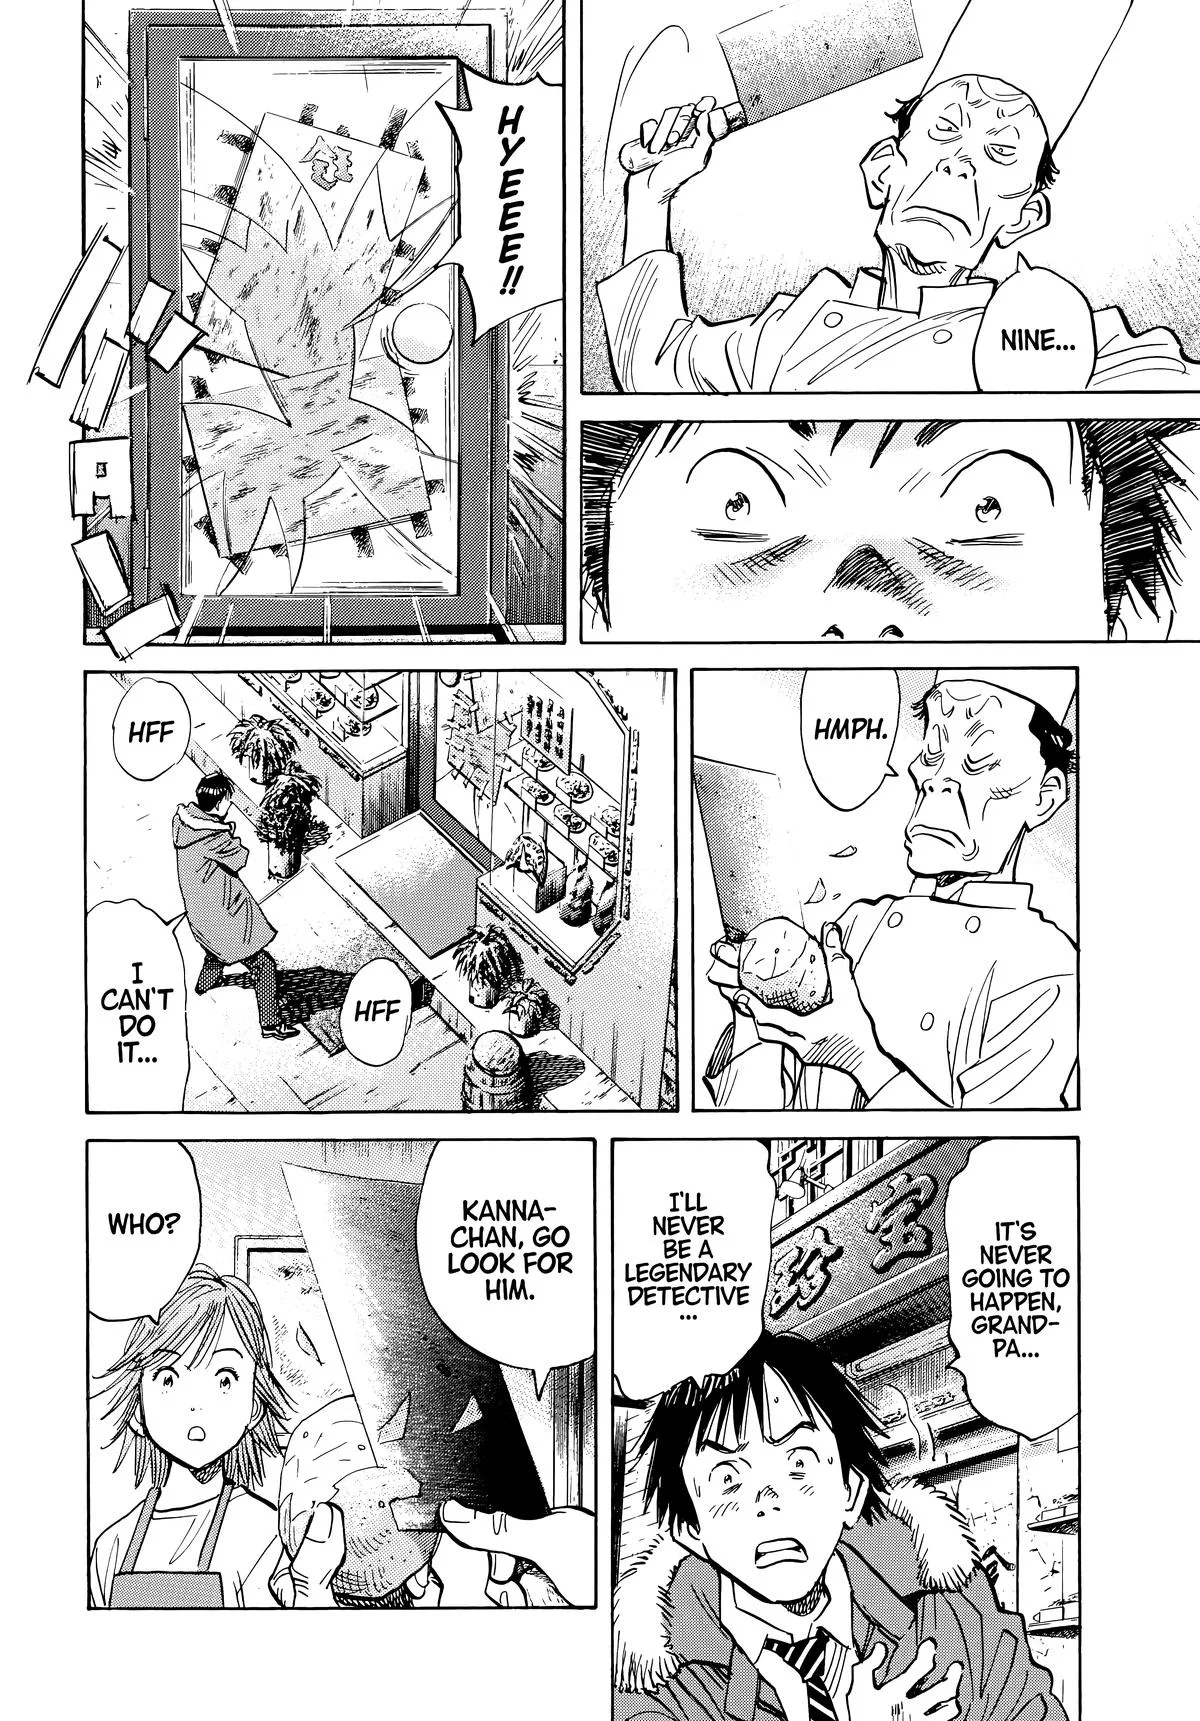 NINE...
HYEEE!!
HMPH.
HFF
HFF
I
CAN'T
DO
IT...
IT'S
NEVER
GOING TO
HAPPEN,
GRAND-
PA...
I'LL
NEVER
BE A
LEGENDARY
DETECTIVE
...
KANNA-
CHAN, GO
LOOK FOR
HIM.
WHO?